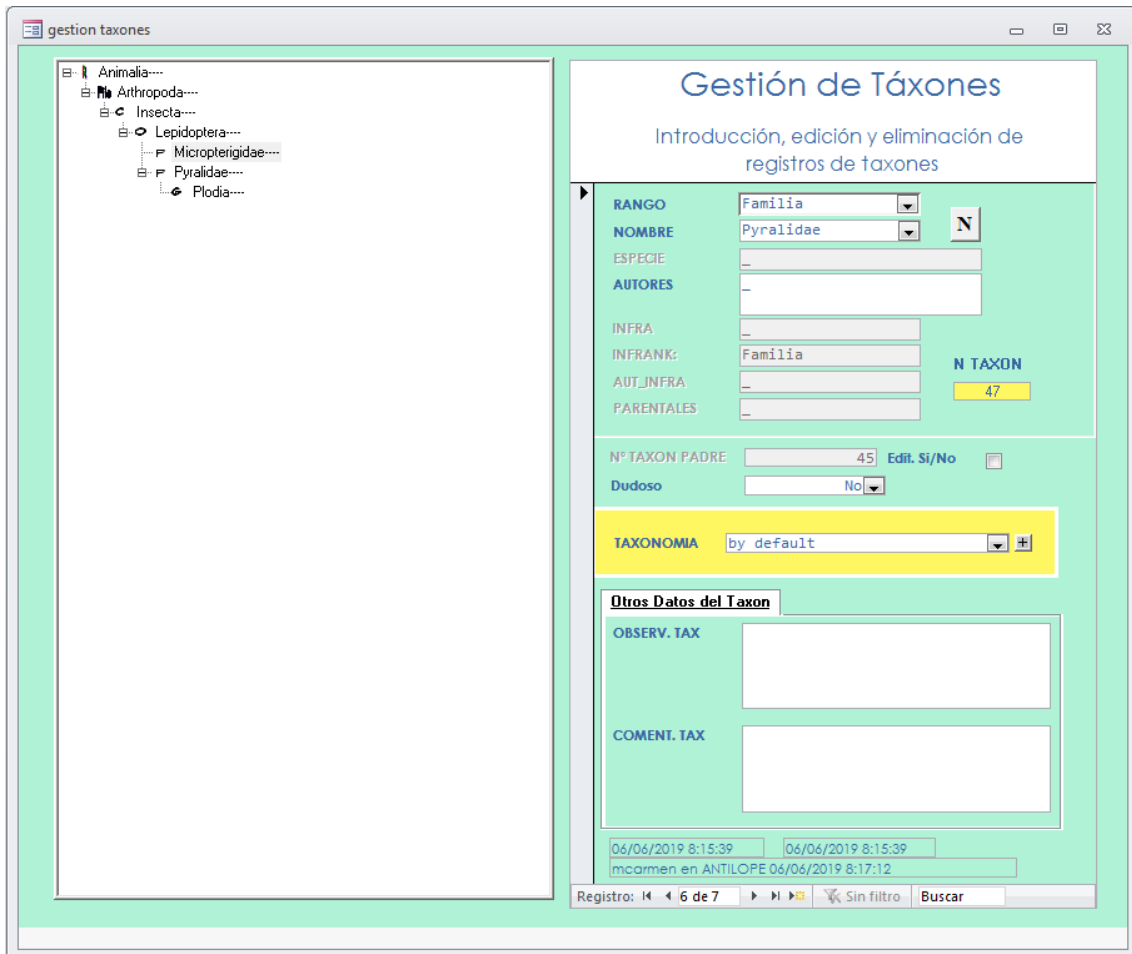 gestion taxones
Animalia----
Arthropoda----
Insecta----
Lepidoptera----
Micropterigidae----
Pyralidae----
Plodia----
Gestión de Táxones
Introducción, edición y eliminación de
registros de taxones
RANGO Familia
NOMBRE Pyralidae N
ESPECIE _
AUTORES _
INFRA _
INFRANK: Familia N TAXON
AUT_INFRA _ 47
PARENTALES _
Nº TAXON PADRE 45 Edit. Si/No
Dudoso No
TAXONOMIA by default +
Otros Datos del Taxon
OBSERV. TAX
COMENT. TAX
06/06/2019 8:15:39 06/06/2019 8:15:39
mcarmen en ANTILOPE 06/06/2019 8:17:12
Registro: 6 de 7 Sin filtro Buscar